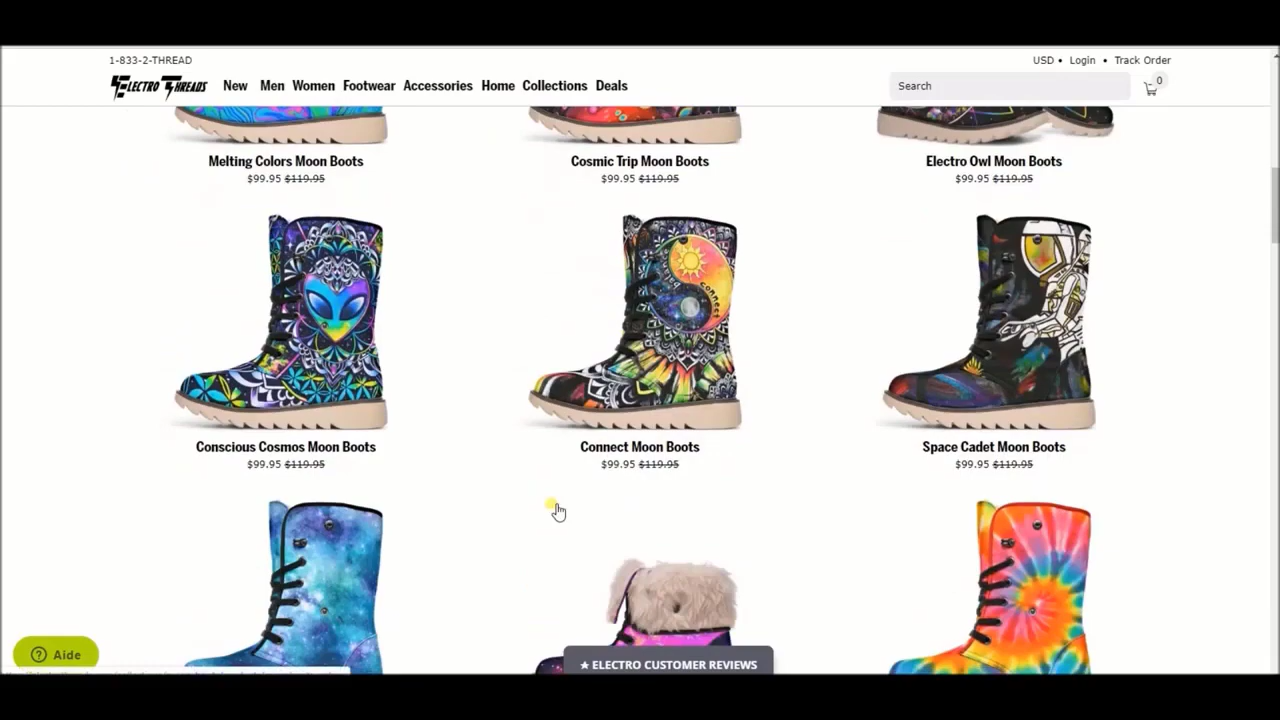 1-833-2-THREAD
USD • Login • Track Order
ELECTRO THREADS
New Men Women Footwear Accessories Home Collections Deals
Search
0
Melting Colors Moon Boots
$99.95 $119.95
Cosmic Trip Moon Boots
$99.95 $119.95
Electro Owl Moon Boots
$99.95 $119.95
connect
Conscious Cosmos Moon Boots
$99.95 $119.95
Connect Moon Boots
$99.95 $119.95
Space Cadet Moon Boots
$99.95 $119.95
Aide
★ ELECTRO CUSTOMER REVIEWS